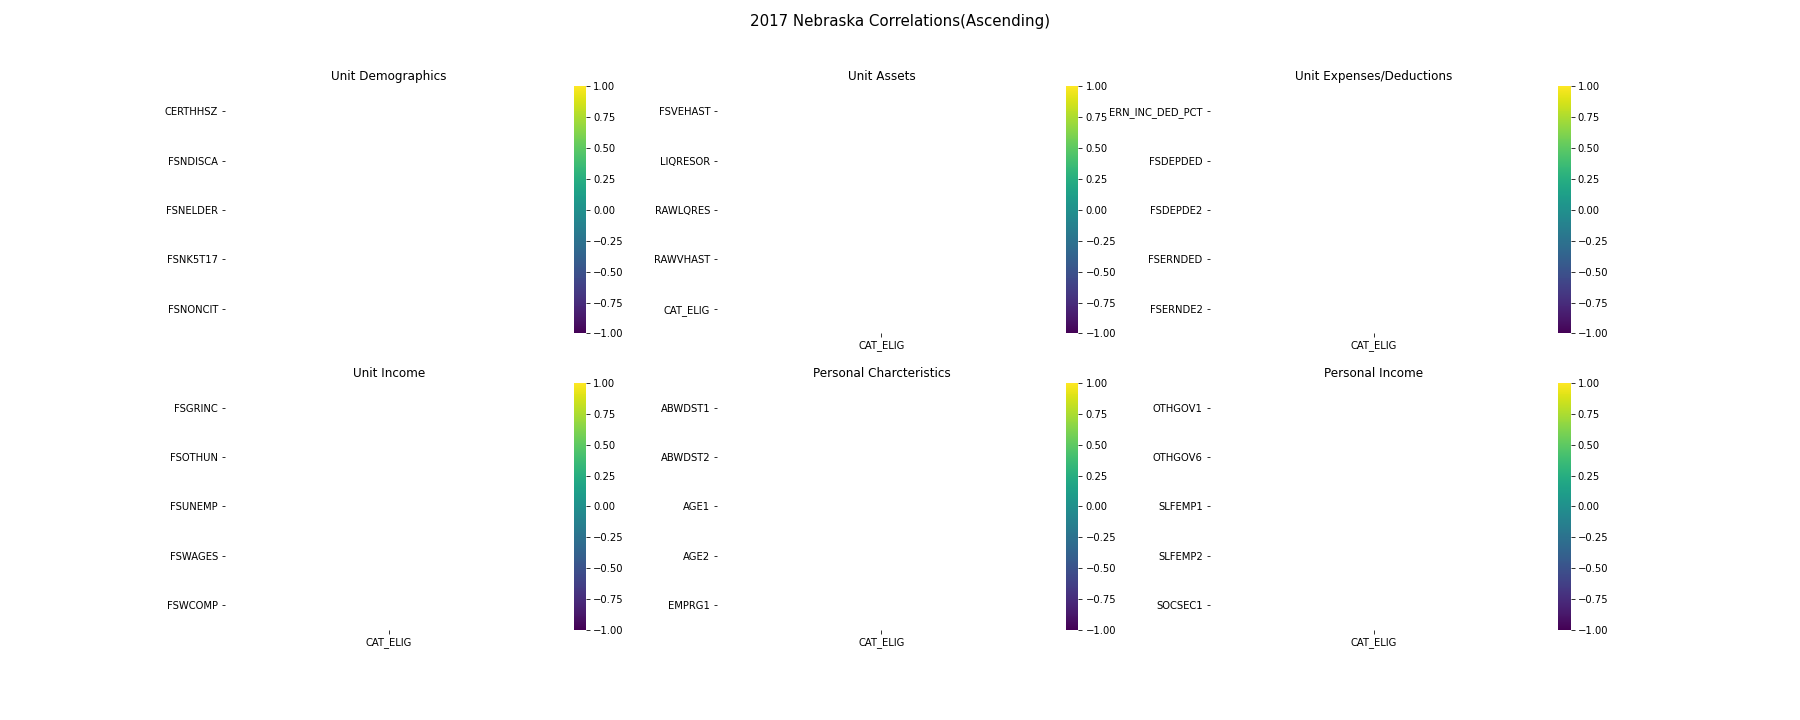 2017 Nebraska Correlations(Ascending)
Unit Demographics
CERTHHSZ
FSNDISCA
FSNELDER
FSNK5T17
FSNONCIT
1.00
0.75
0.50
0.25
0.00
−0.25
−0.50
−0.75
−1.00
Unit Assets
FSVEHAST
LIQRESOR
RAWLQRES
RAWVHAST
CAT_ELIG
CAT_ELIG
1.00
0.75
0.50
0.25
0.00
−0.25
−0.50
−0.75
−1.00
Unit Expenses/Deductions
ERN_INC_DED_PCT
FSDEPDED
FSDEPDE2
FSERNDED
FSERNDE2
CAT_ELIG
1.00
0.75
0.50
0.25
0.00
−0.25
−0.50
−0.75
−1.00
Unit Income
FSGRINC
FSOTHUN
FSUNEMP
FSWAGES
FSWCOMP
CAT_ELIG
1.00
0.75
0.50
0.25
0.00
−0.25
−0.50
−0.75
−1.00
Personal Charcteristics
ABWDST1
ABWDST2
AGE1
AGE2
EMPRG1
CAT_ELIG
1.00
0.75
0.50
0.25
0.00
−0.25
−0.50
−0.75
−1.00
Personal Income
OTHGOV1
OTHGOV6
SLFEMP1
SLFEMP2
SOCSEC1
CAT_ELIG
1.00
0.75
0.50
0.25
0.00
−0.25
−0.50
−0.75
−1.00